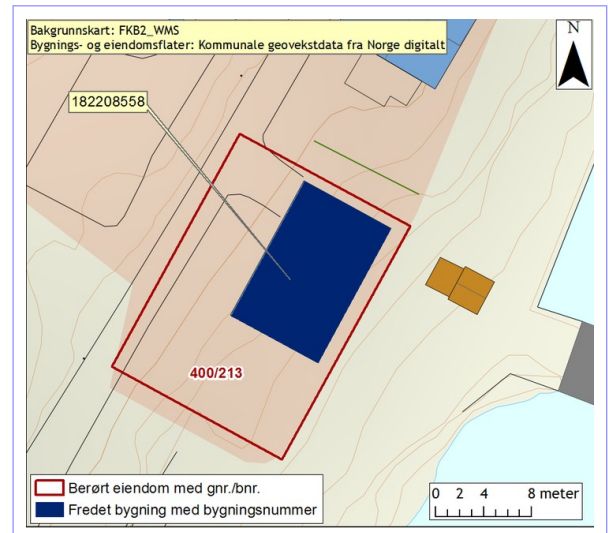 Bakgrunnskart: FKB2_WMS
Bygnings- og eiendomsflater: Kommunale geovekstdata fra Norge digitalt
N
182208558
400/213
Berørt eiendom med gnr./bnr.
Fredet bygning med bygningsnummer
0 2 4 8 meter